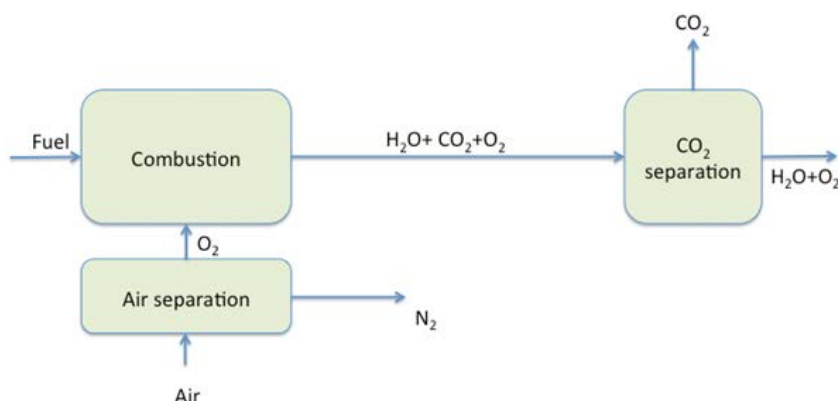 CO₂
Fuel
Combustion
H₂O+ CO₂+O₂
CO₂
separation
H₂O+O₂
O₂
Air separation
N₂
Air